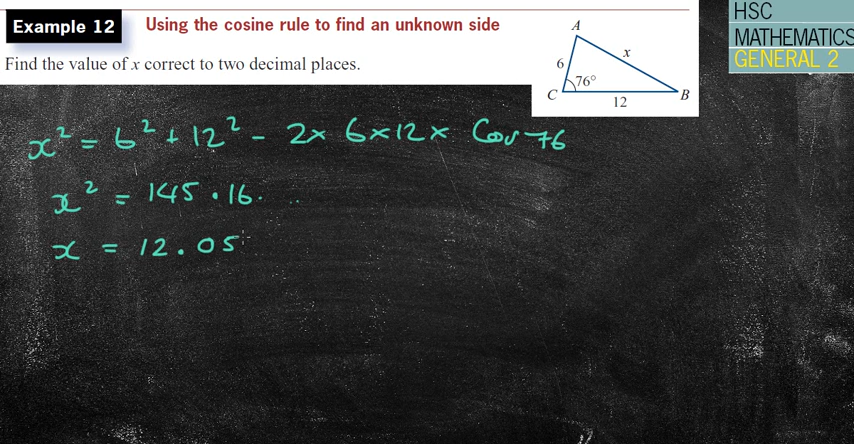 Example 12 Using the cosine rule to find an unknown side
Find the value of x correct to two decimal places.
A
x
6
76°
C
B
12
HSC
MATHEMATICS
GENERAL 2
x² = 6² + 12² - 2 × 6 × 12 × Cos 76
x² = 145.16...
x = 12.05